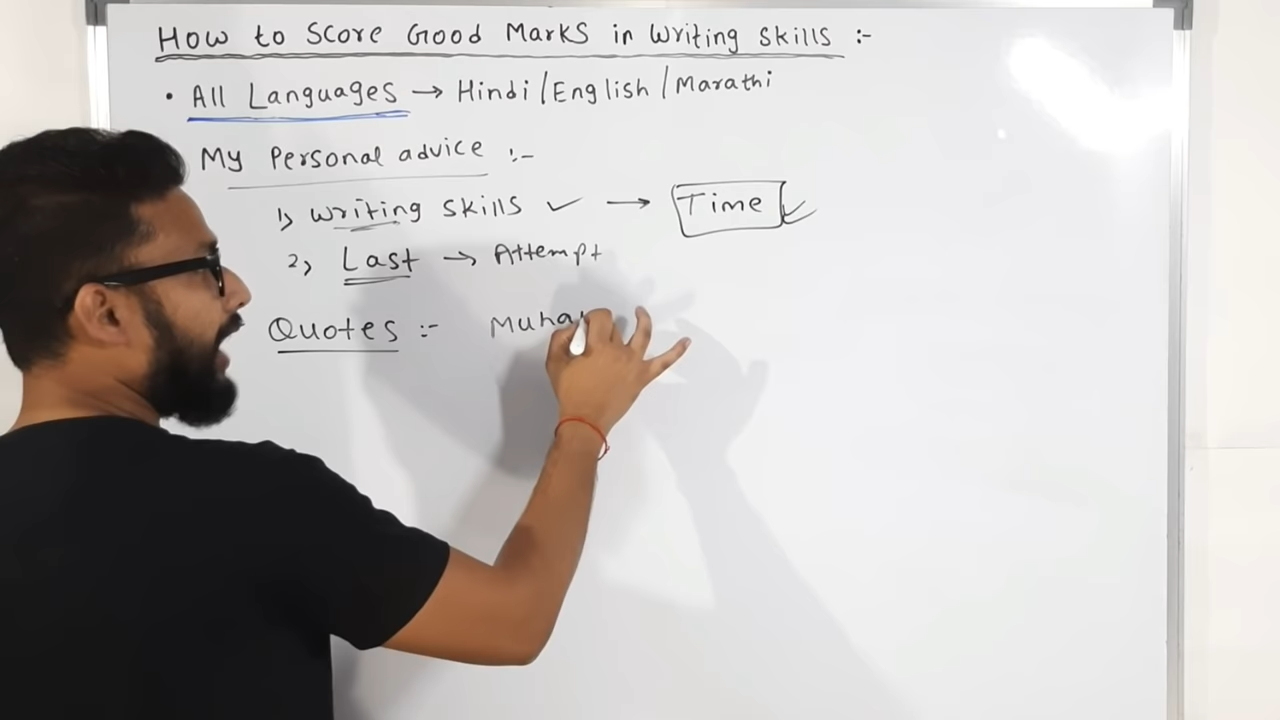 How to Score Good Marks in Writing Skills :-
• All Languages → Hindi/English/Marathi
My Personal advice :-
1) Writing Skills ✓ → Time ✓
2) Last → Attempt
Quotes :-